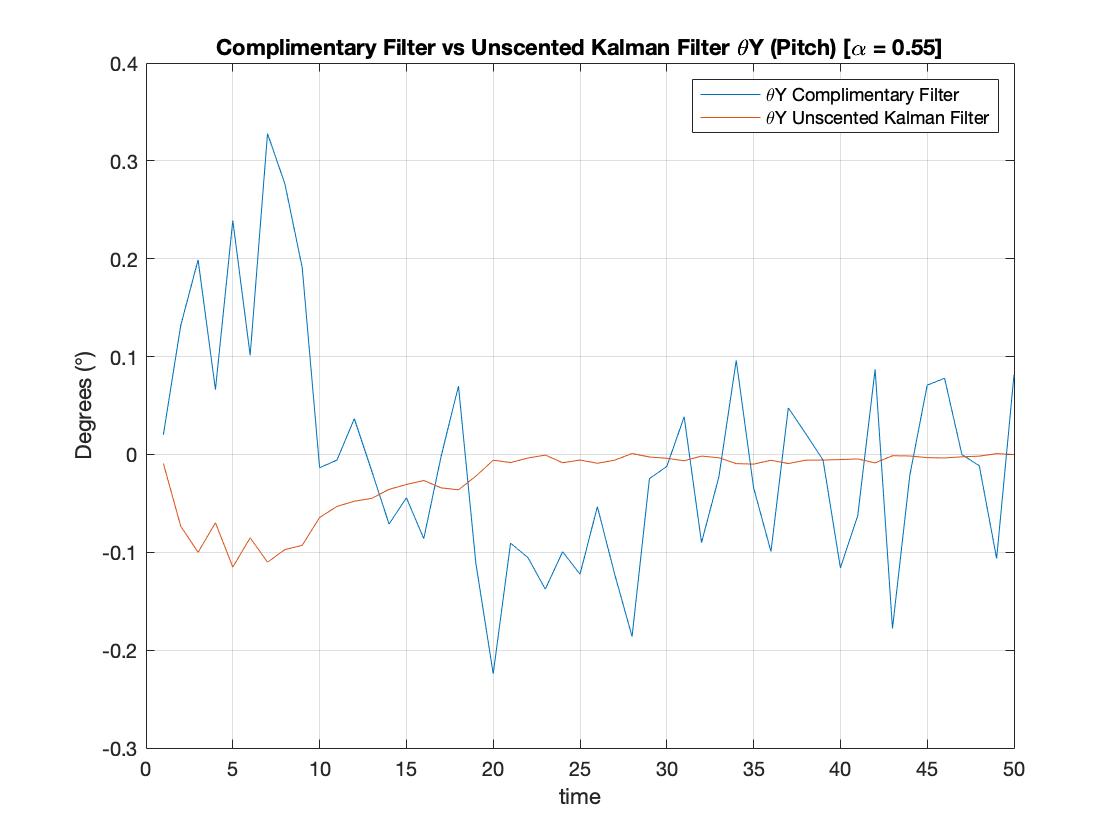 Complimentary Filter vs Unscented Kalman Filter θY (Pitch) [α = 0.55]
θY Complimentary Filter
θY Unscented Kalman Filter
Degrees (°)
0.4
0.3
0.2
0.1
0
-0.1
-0.2
-0.3
0 5 10 15 20 25 30 35 40 45 50
time